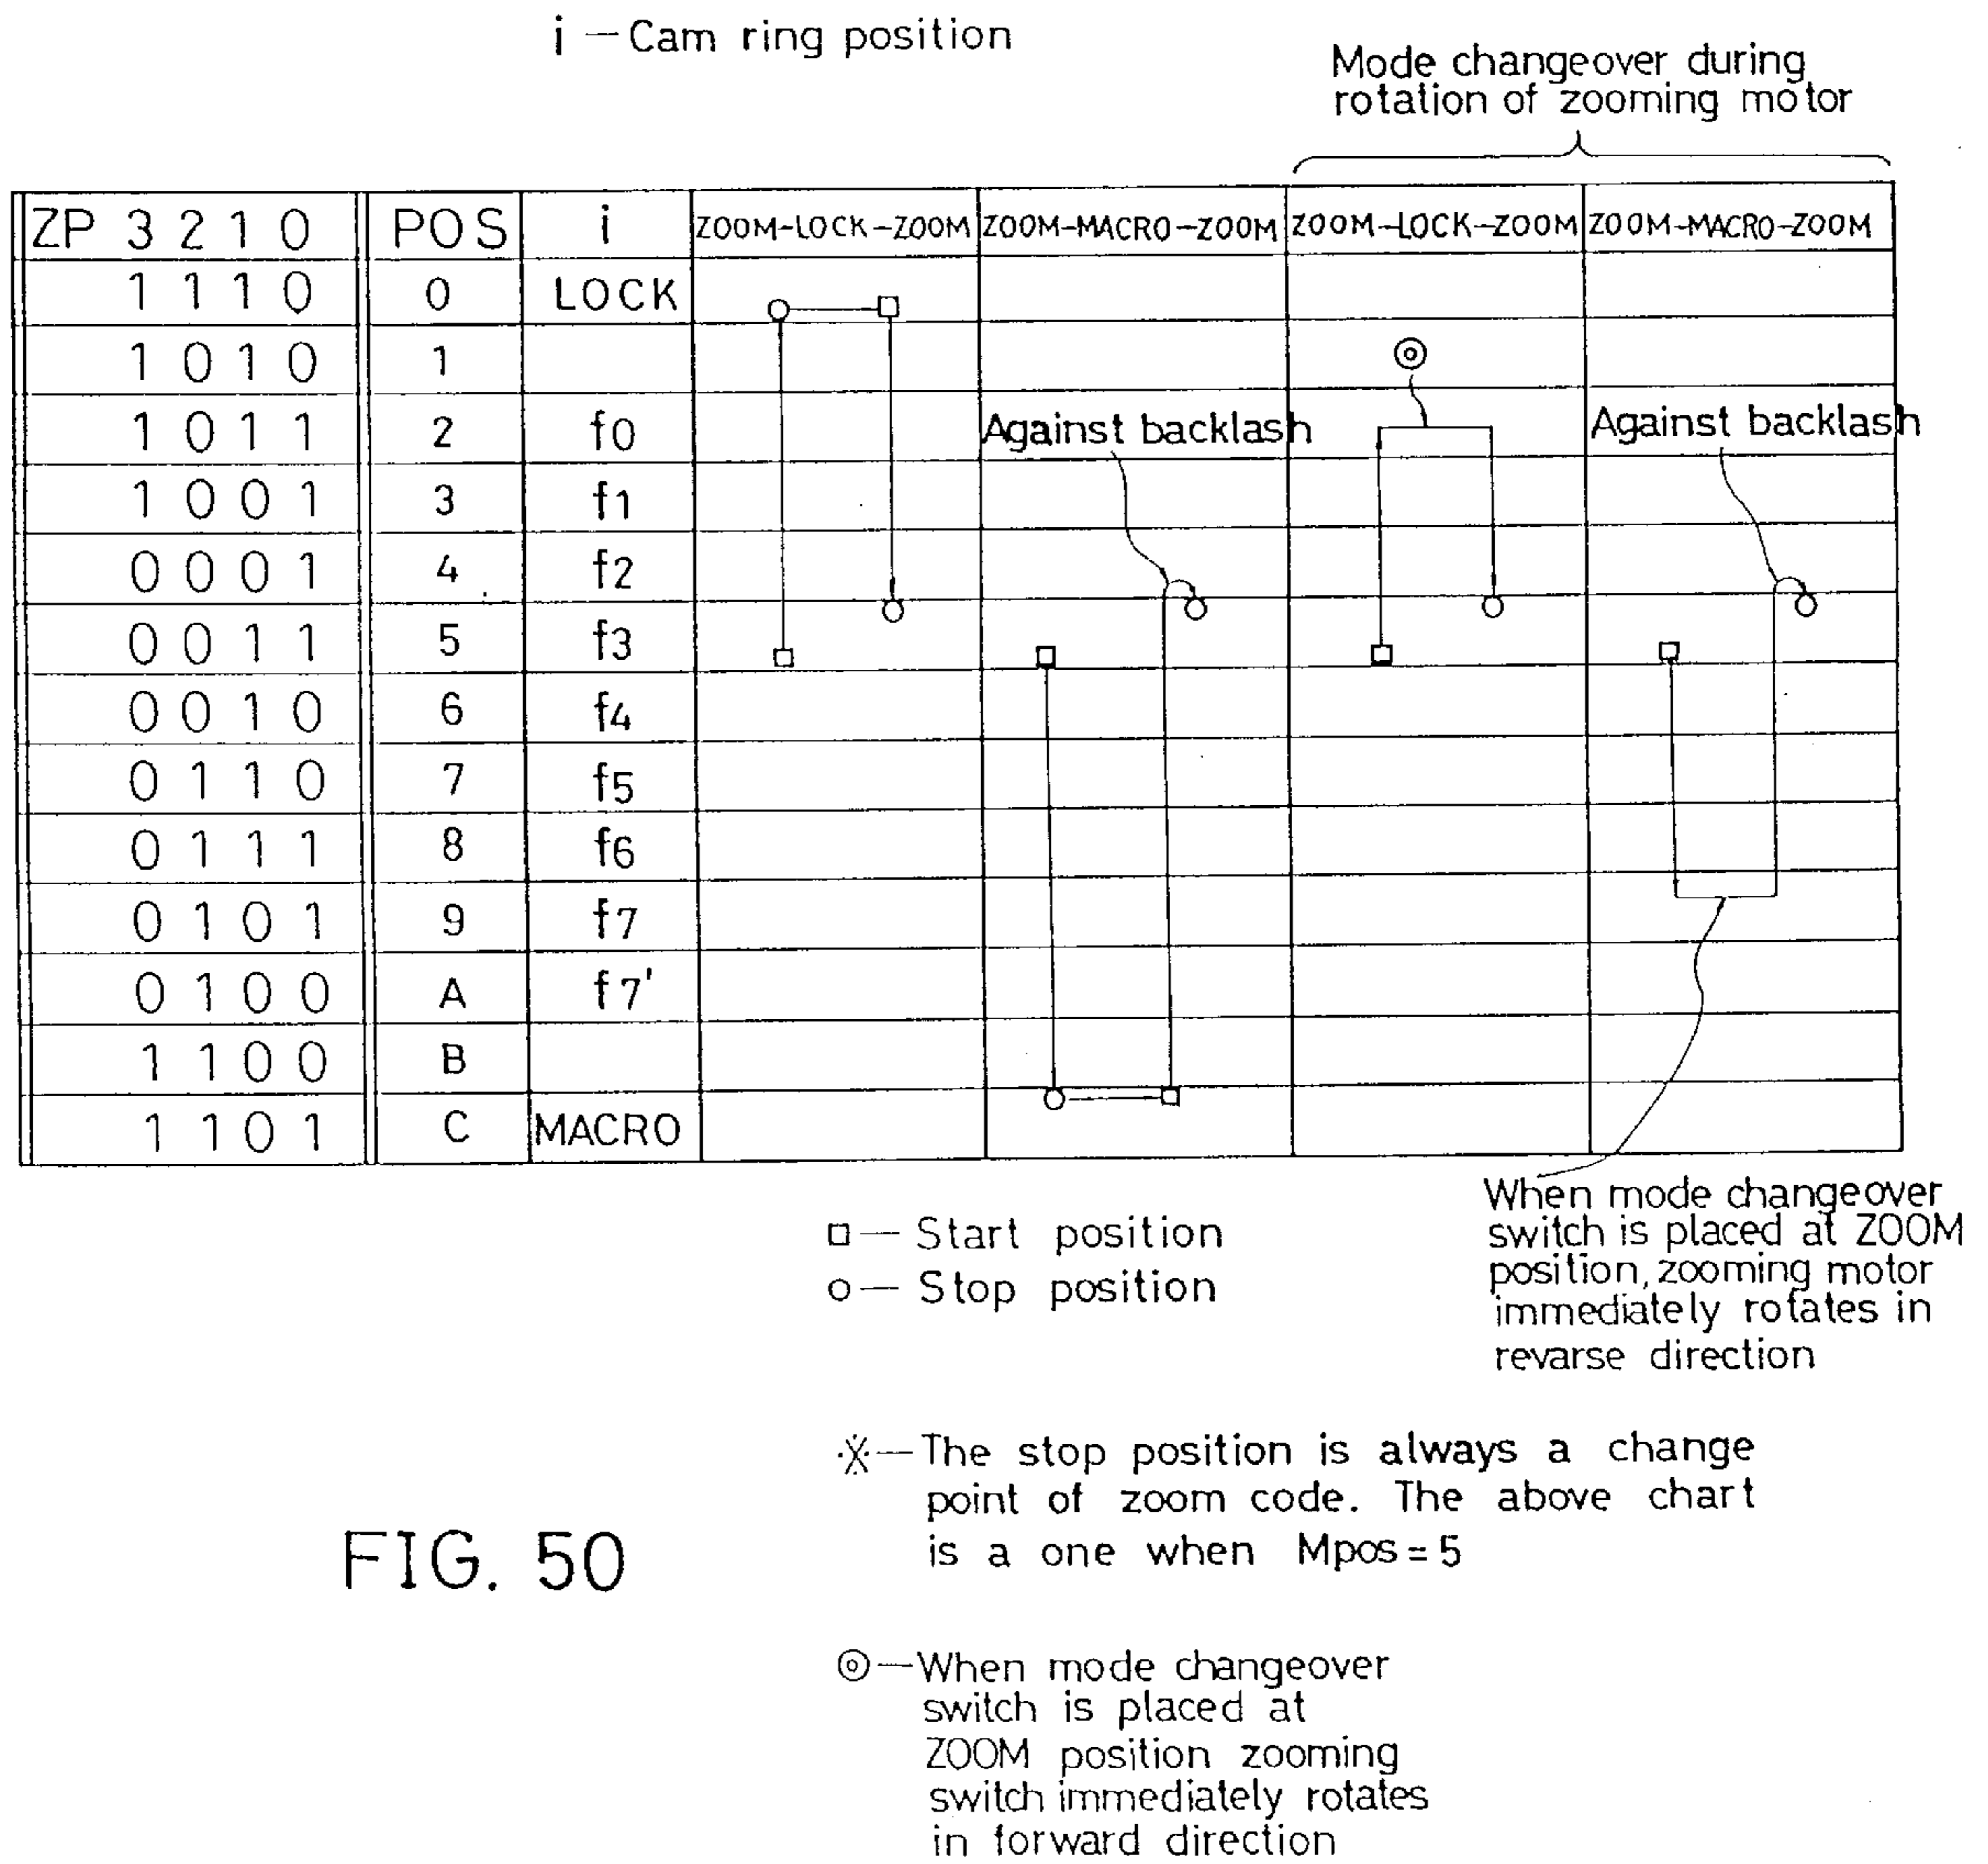 i — Cam ring position
Mode changeover during
rotation of zooming motor
ZP 3 2 1 0 POS i ZOOM-LOCK-ZOOM ZOOM-MACRO-ZOOM ZOOM-LOCK-ZOOM ZOOM-MACRO-ZOOM
1 1 1 0 0 LOCK
1 0 1 0 1
1 0 1 1 2 f0 Against backlash Against backlash
1 0 0 1 3 f1
0 0 0 1 4 f2
0 0 1 1 5 f3
0 0 1 0 6 f4
0 1 1 0 7 f5
0 1 1 1 8 f6
0 1 0 1 9 f7
0 1 0 0 A f7'
1 1 0 0 B
1 1 0 1 C MACRO
□ — Start position
○ — Stop position
When mode changeover
switch is placed at ZOOM
position, zooming motor
immediately rotates in
revarse direction
※ — The stop position is always a change
point of zoom code. The above chart
is a one when Mpos = 5
FIG. 50
◎ — When mode changeover
switch is placed at
ZOOM position zooming
switch immediately rotates
in forward direction